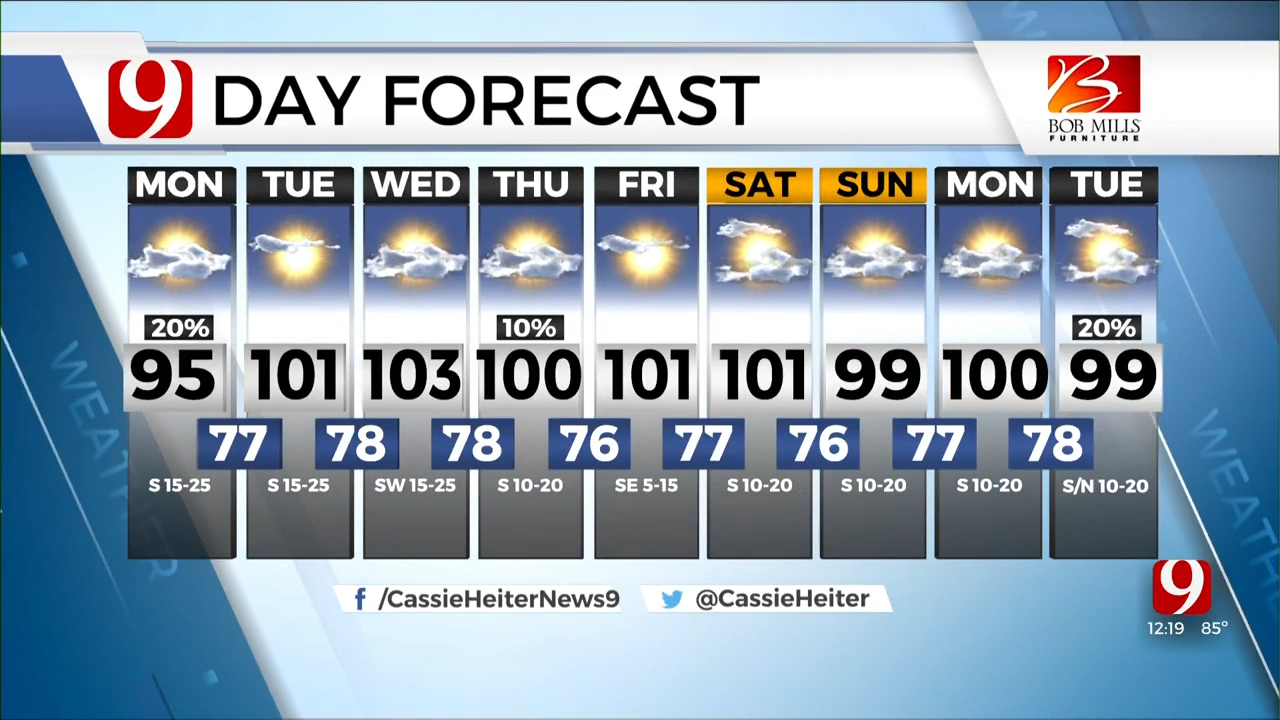 9 DAY FORECAST
B
BOB MILLS
FURNITURE
MON TUE WED THU FRI SAT SUN MON TUE
20% 10% 20%
95 101 103 100 101 101 99 100 99
77 78 78 76 77 76 77 78
S 15-25 S 15-25 SW 15-25 S 10-20 SE 5-15 S 10-20 S 10-20 S 10-20 S/N 10-20
WEATHER
WEATHER
f /CassieHeiterNews9 @CassieHeiter
9
12:19 85°